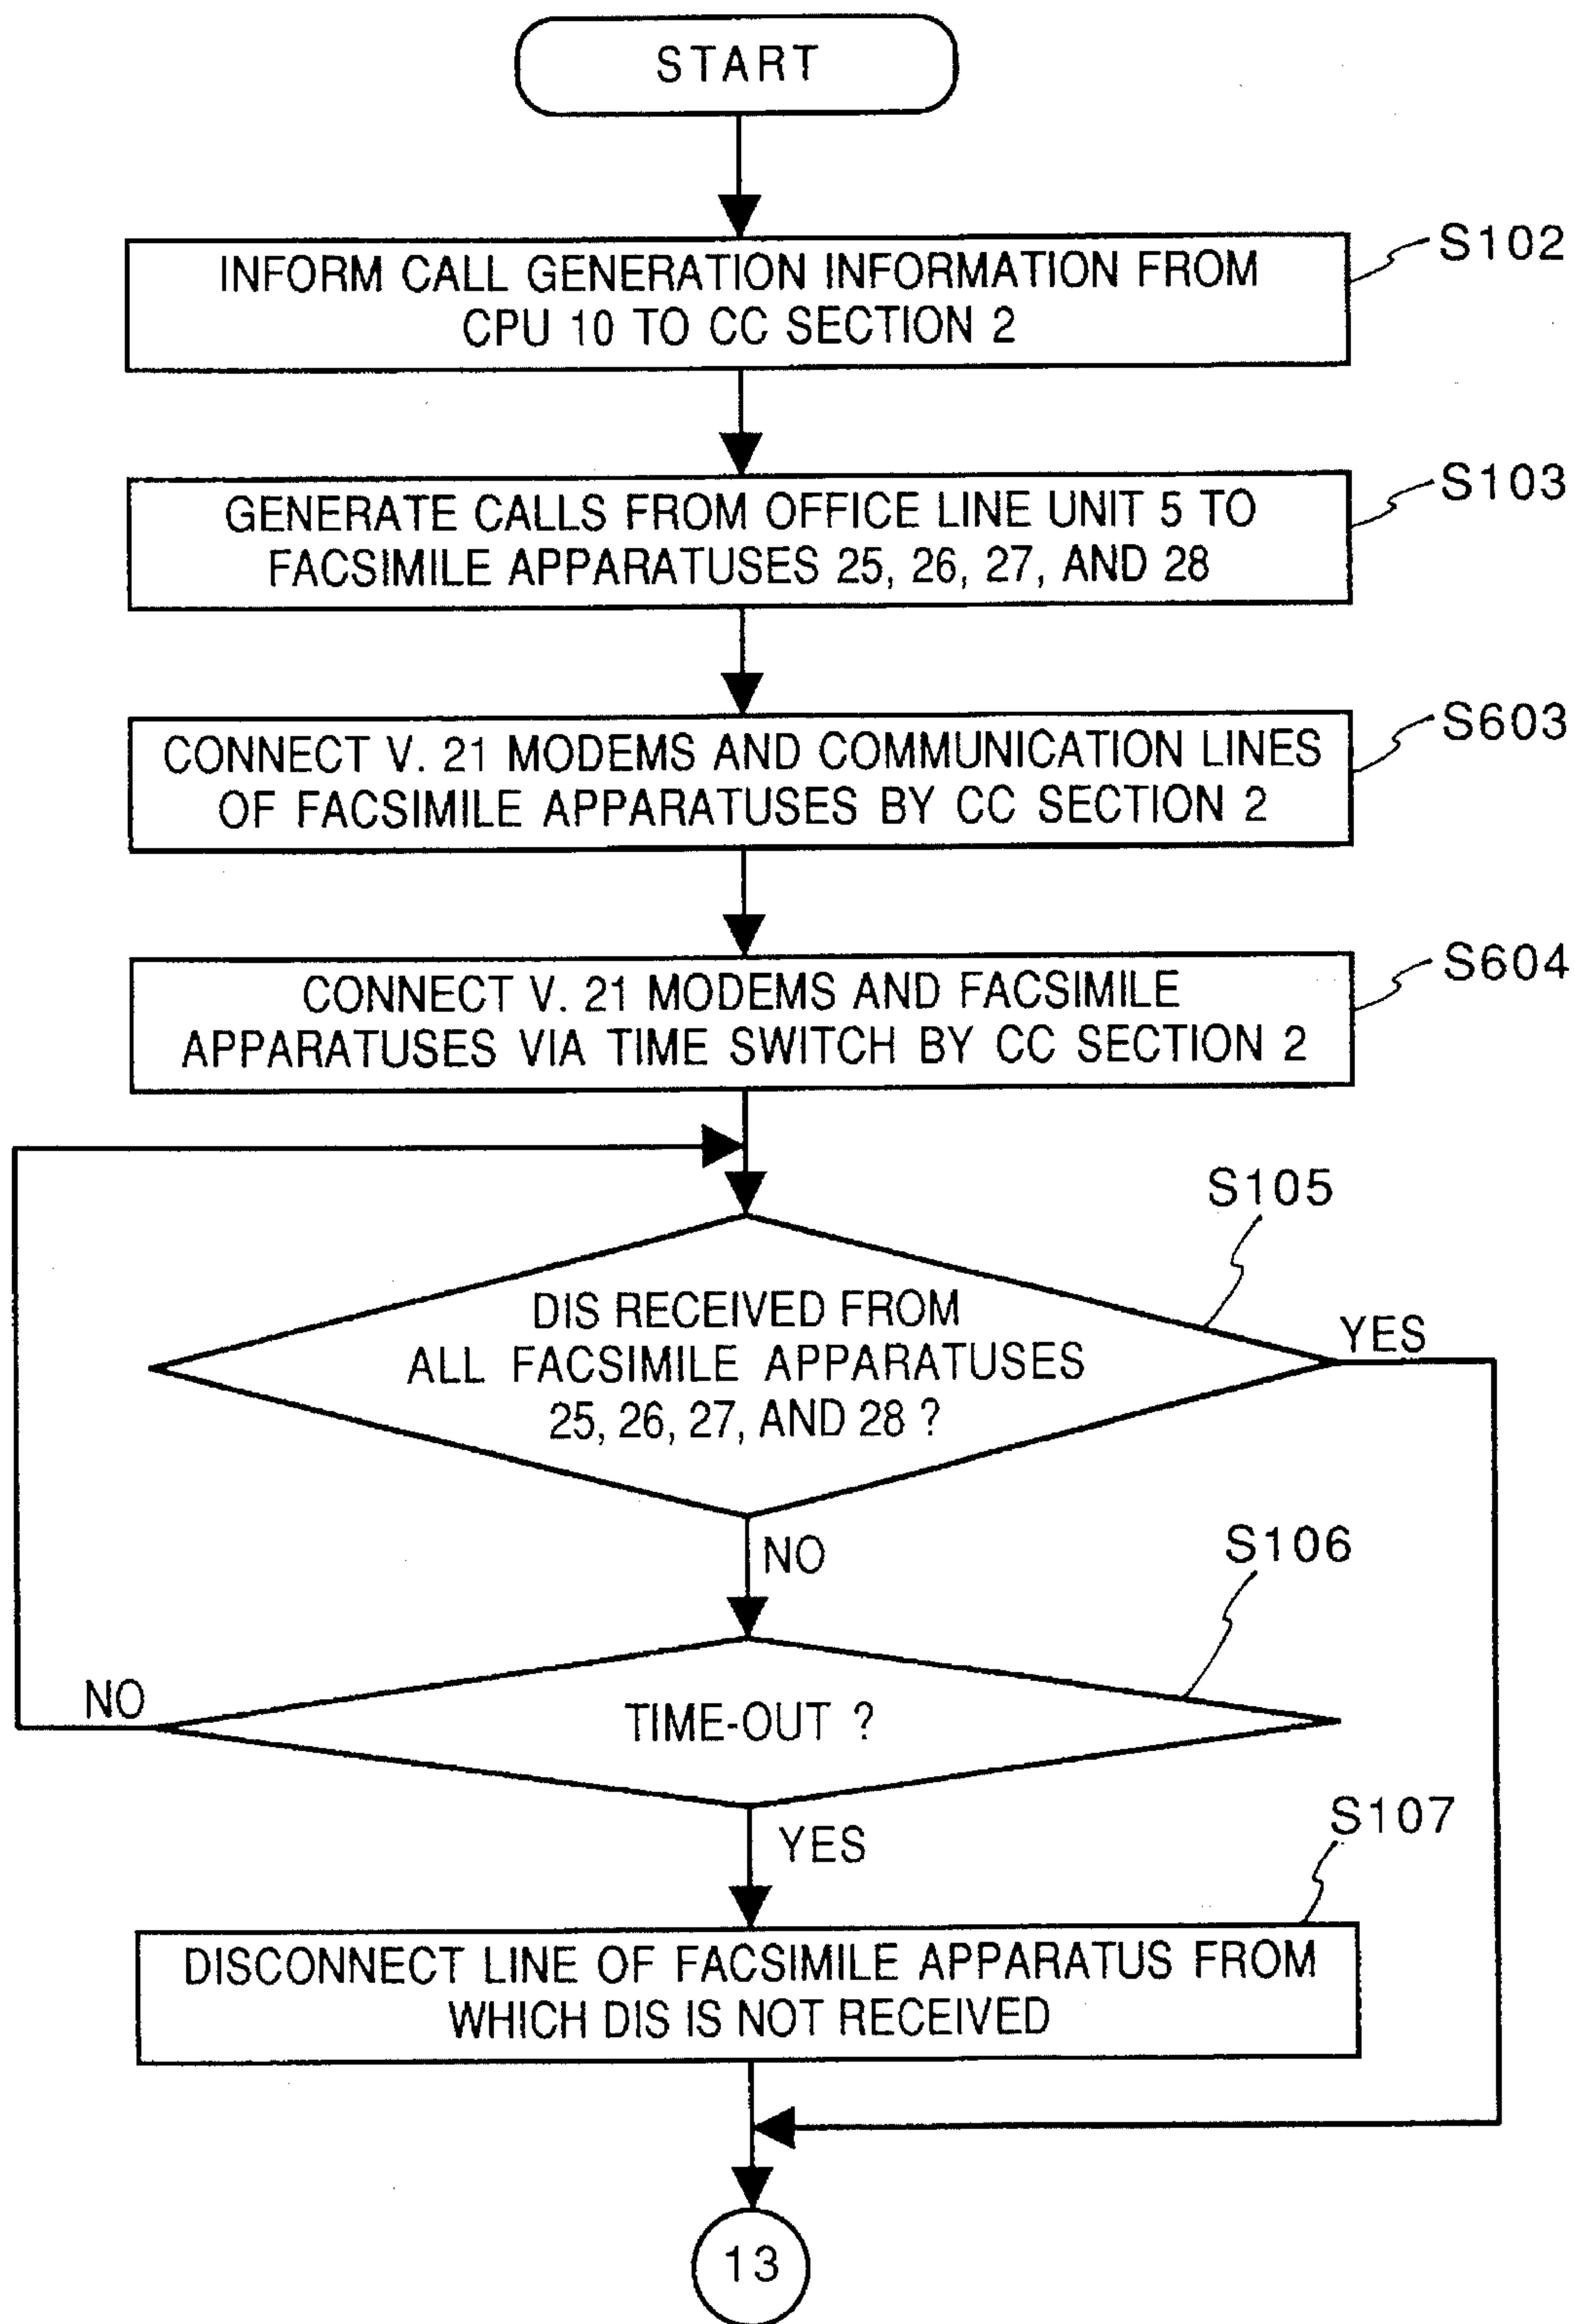 START
S102
INFORM CALL GENERATION INFORMATION FROM
CPU 10 TO CC SECTION 2
S103
GENERATE CALLS FROM OFFICE LINE UNIT 5 TO
FACSIMILE APPARATUSES 25, 26, 27, AND 28
S603
CONNECT V. 21 MODEMS AND COMMUNICATION LINES
OF FACSIMILE APPARATUSES BY CC SECTION 2
S604
CONNECT V. 21 MODEMS AND FACSIMILE
APPARATUSES VIA TIME SWITCH BY CC SECTION 2
S105
DIS RECEIVED FROM
ALL FACSIMILE APPARATUSES
25, 26, 27, AND 28 ?
YES
NO
S106
TIME-OUT ?
NO
YES
S107
DISCONNECT LINE OF FACSIMILE APPARATUS FROM
WHICH DIS IS NOT RECEIVED
13